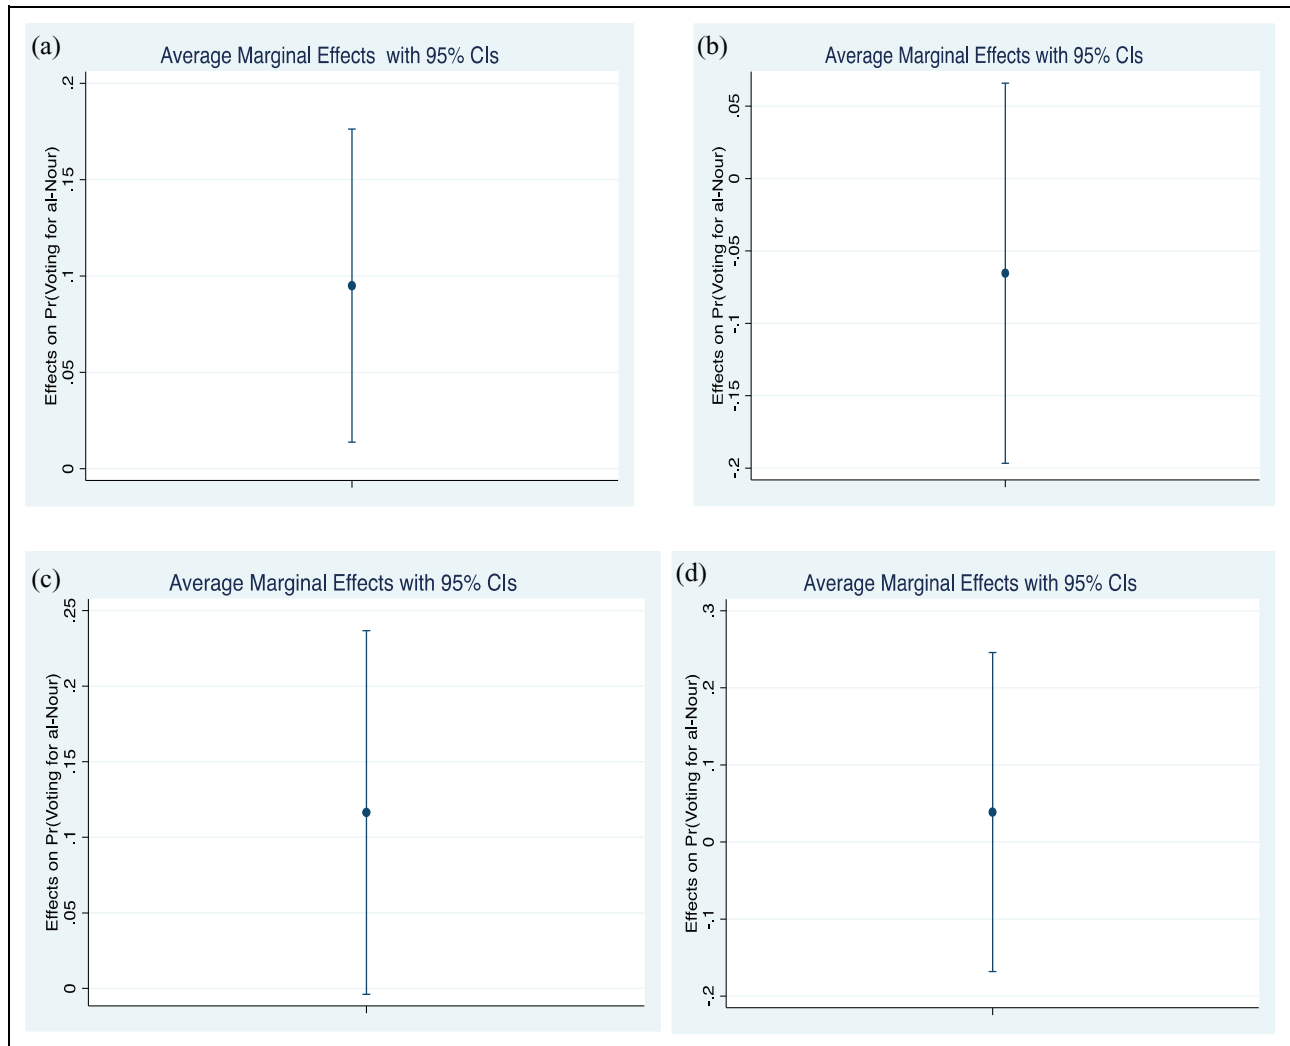 (a)
Average Marginal Effects with 95% CIs
Effects on Pr(Voting for al-Nour)
.2
.15
.1
.05
0
(b)
Average Marginal Effects with 95% CIs
Effects on Pr(Voting for al-Nour)
.05
0
-.05
-.1
-.15
-.2
(c)
Average Marginal Effects with 95% CIs
Effects on Pr(Voting for al-Nour)
.25
.2
.15
.1
.05
0
(d)
Average Marginal Effects with 95% CIs
Effects on Pr(Voting for al-Nour)
.3
.2
.1
0
-.1
-.2